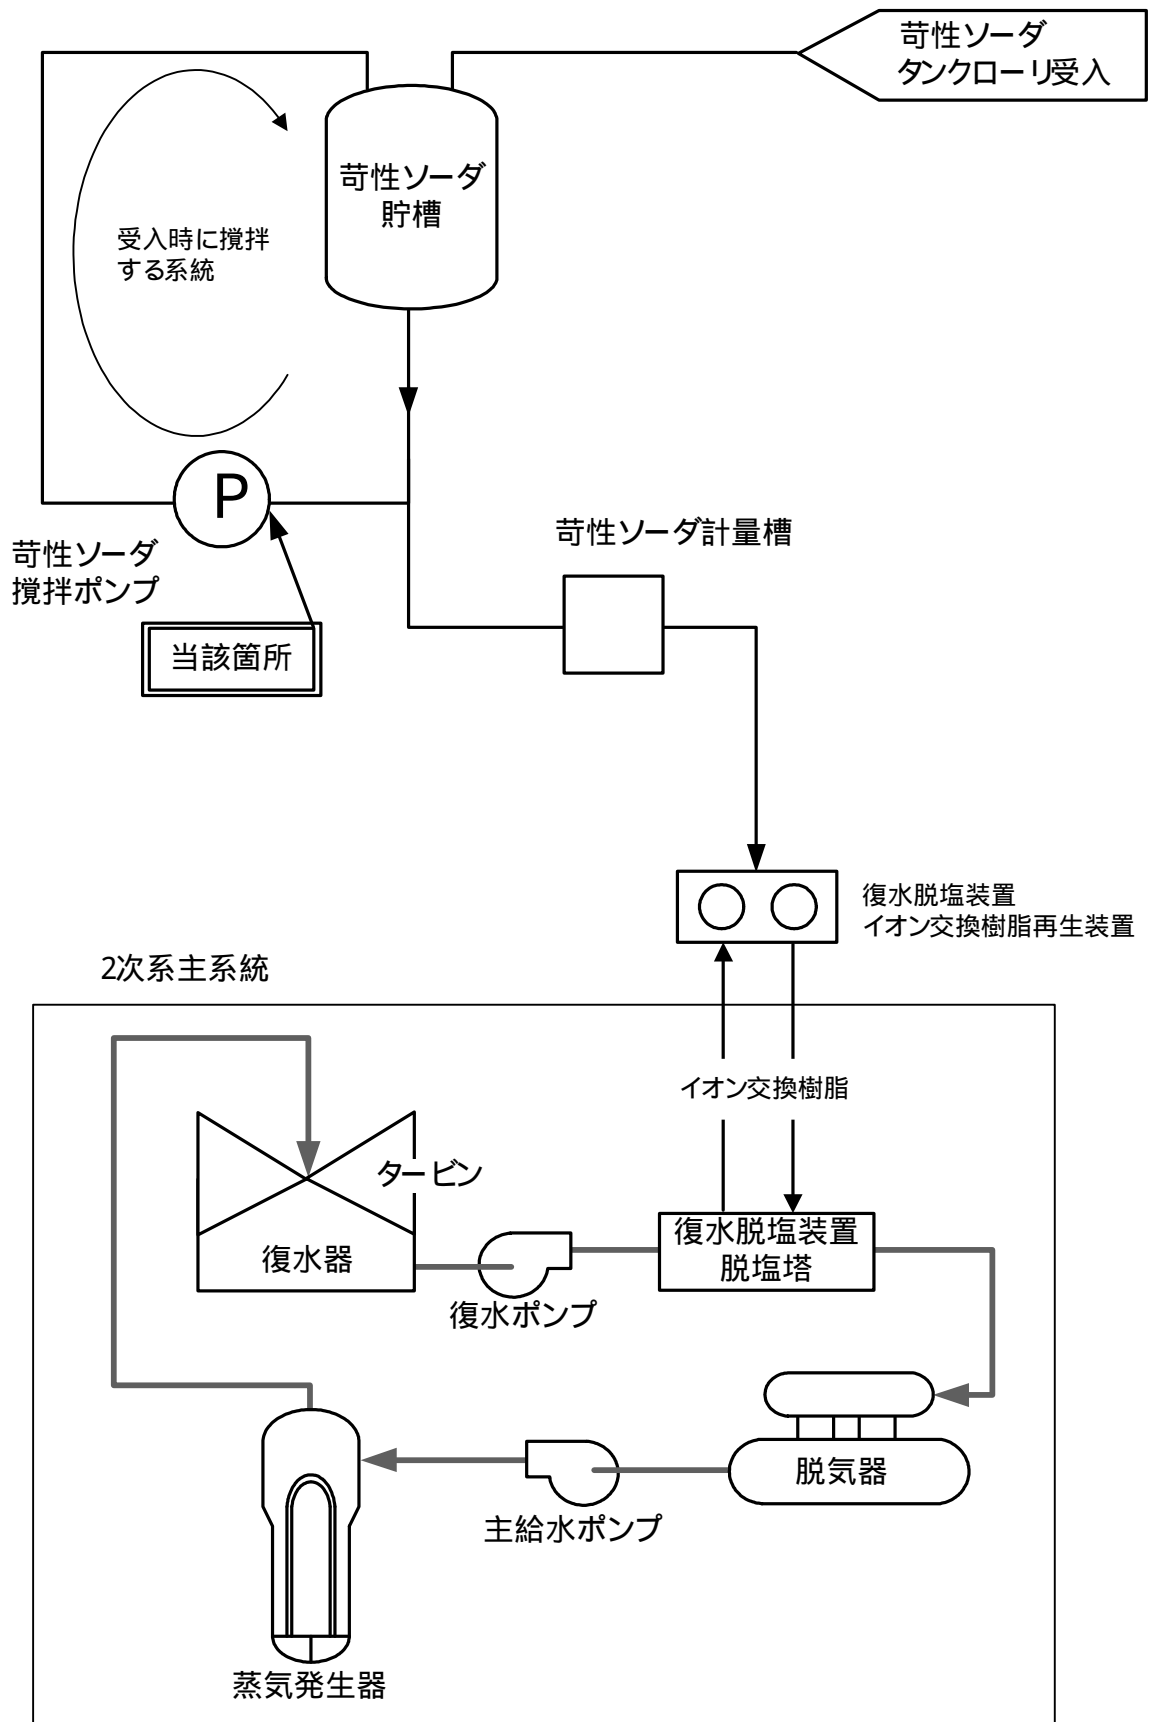 苛性ソーダ
タンクローリ受入
苛性ソーダ
貯槽
受入時に攪拌
する系統
P
苛性ソーダ
攪拌ポンプ
当該箇所
苛性ソーダ計量槽
復水脱塩装置
イオン交換樹脂再生装置
2次系主系統
イオン交換樹脂
タービン
復水器
復水脱塩装置
脱塩塔
復水ポンプ
脱気器
主給水ポンプ
蒸気発生器